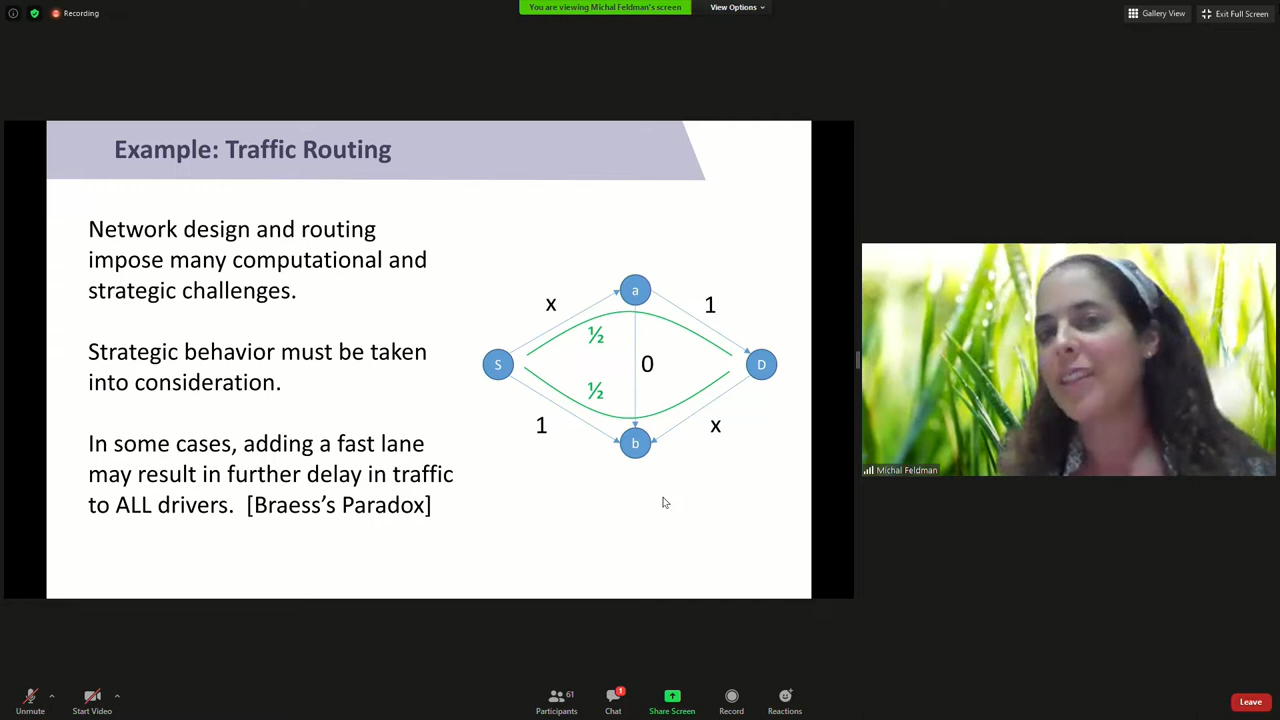 Recording
You are viewing Michal Feldman's screen
View Options
Gallery View
Exit Full Screen
Example: Traffic Routing
Network design and routing
impose many computational and
strategic challenges.
Strategic behavior must be taken
into consideration.
In some cases, adding a fast lane
may result in further delay in traffic
to ALL drivers. [Braess's Paradox]
a
x
1
½
S
0
D
½
1
x
b
Michal Feldman
Unmute
Start Video
61
Participants
1
Chat
Share Screen
Record
Reactions
Leave